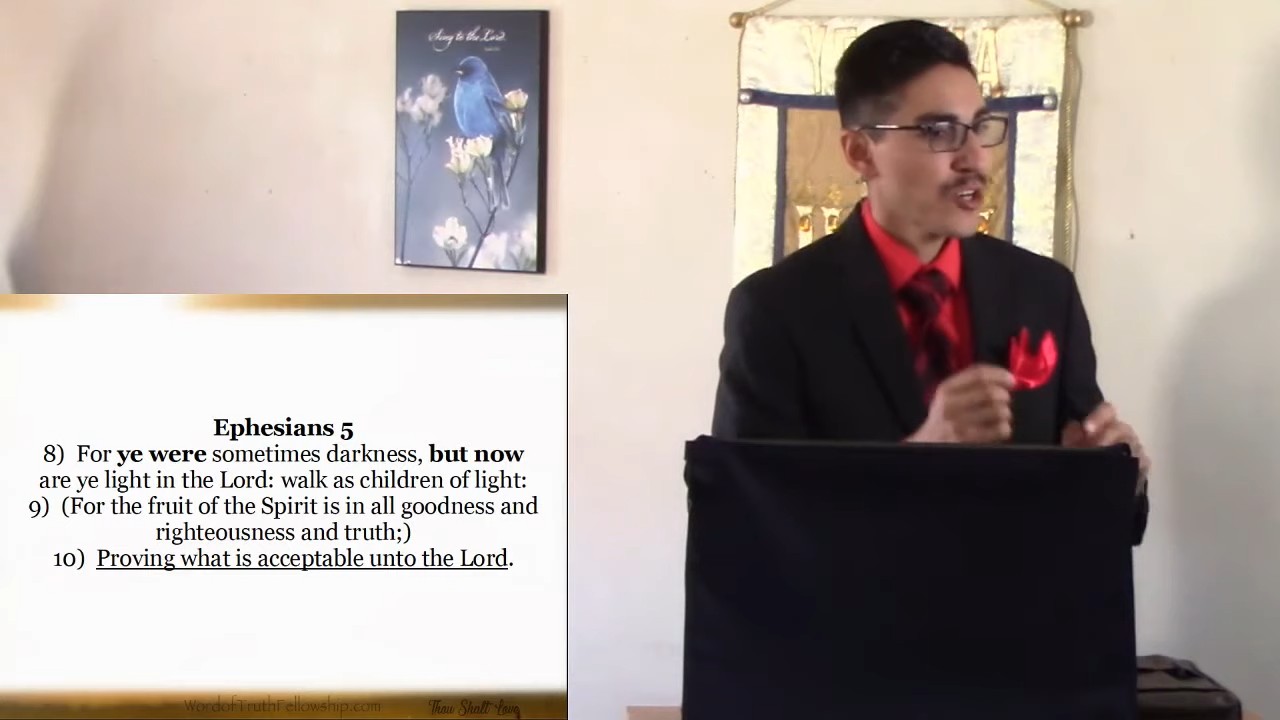 Sing to the Lord
Ephesians 5
8) For ye were sometimes darkness, but now
are ye light in the Lord: walk as children of light:
9) (For the fruit of the Spirit is in all goodness and
righteousness and truth;)
10) Proving what is acceptable unto the Lord.
WordofTruthFellowship.com
Thou Shalt Love